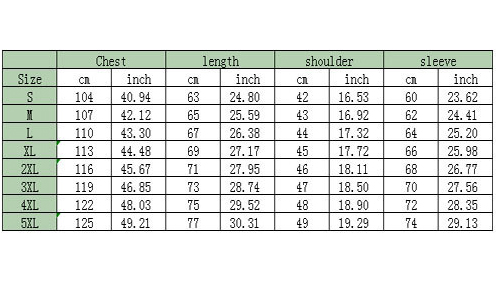 Chest length shoulder sleeve
Size cm inch cm inch cm inch cm inch
S 104 40.94 63 24.80 42 16.53 60 23.62
M 107 42.12 65 25.59 43 16.92 62 24.41
L 110 43.30 67 26.38 44 17.32 64 25.20
XL 113 44.48 69 27.17 45 17.72 66 25.98
2XL 116 45.67 71 27.95 46 18.11 68 26.77
3XL 119 46.85 73 28.74 47 18.50 70 27.56
4XL 122 48.03 75 29.52 48 18.90 72 28.35
5XL 125 49.21 77 30.31 49 19.29 74 29.13